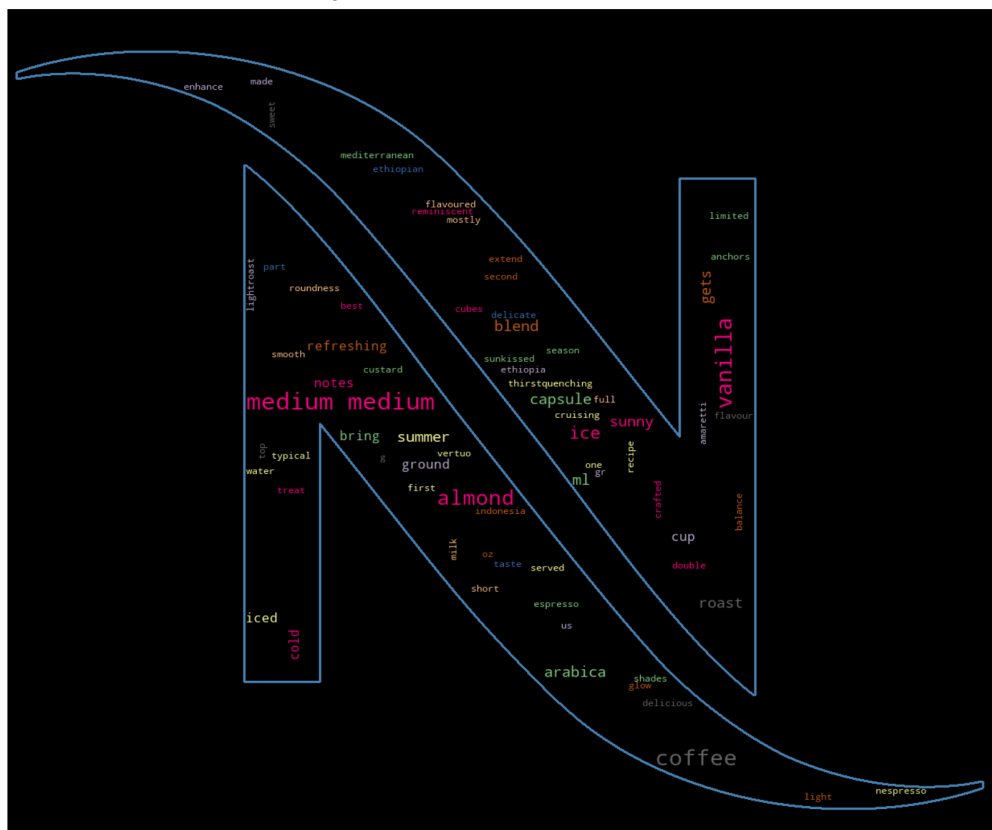 made
enhance
sweet
mediterranean
ethiopian
flavoured
reminiscent
mostly
limited
anchors
extend
part
lightroast
second
roundness
gets
best
cubes
delicate
blend
refreshing
season
smooth
sunkissed
vanilla
custard
ethiopia
notes
thirstquenching
capsule full
medium medium
cruising
flavour
amaretti
sunny
ice
bring
summer
top
typical
vertuo
recipe
ground
one
water
gr
ml
first
treat
almond
crafted
indonesia
balance
cup
milk
oz
taste
served
double
short
espresso
roast
iced
us
cold
arabica
shades
glow
delicious
coffee
nespresso
light